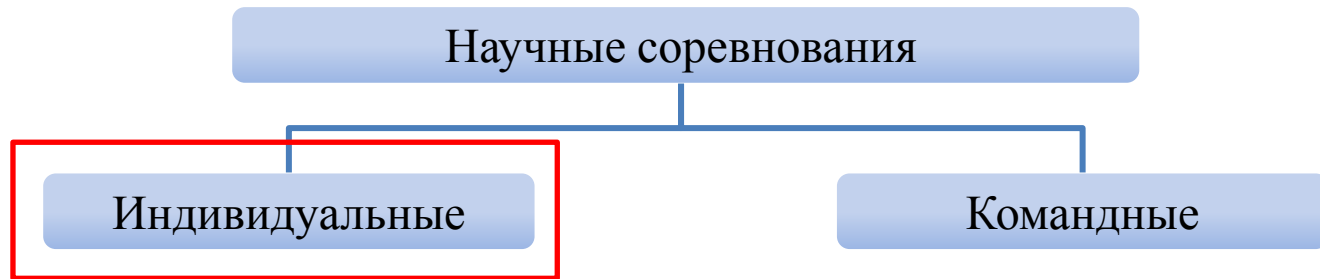 Научные соревнования
Индивидуальные
Командные